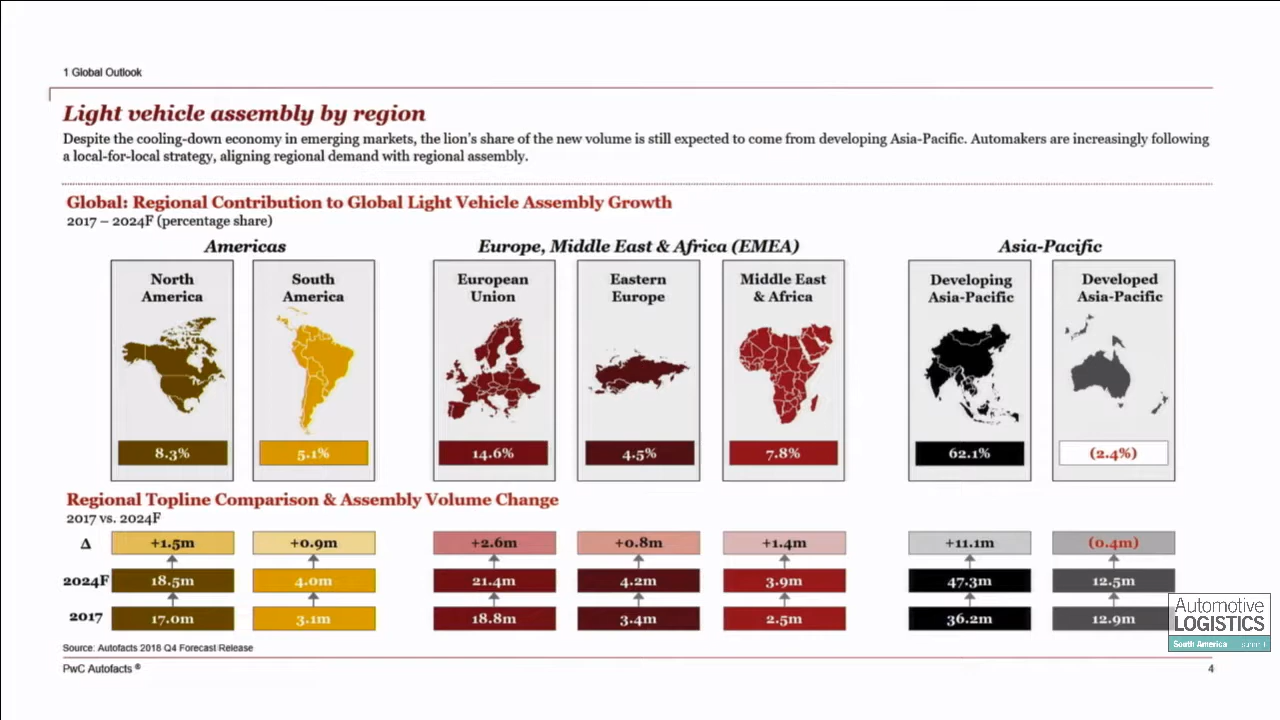 1 Global Outlook
Light vehicle assembly by region
Despite the cooling-down economy in emerging markets, the lion's share of the new volume is still expected to come from developing Asia-Pacific. Automakers are increasingly following
a local-for-local strategy, aligning regional demand with regional assembly.
Global: Regional Contribution to Global Light Vehicle Assembly Growth
2017 – 2024F (percentage share)
Americas Europe, Middle East & Africa (EMEA) Asia-Pacific
North South European Eastern Middle East Developing Developed
America America Union Europe & Africa Asia-Pacific Asia-Pacific
8.3% 5.1% 14.6% 4.5% 7.8% 62.1% (2.4%)
Regional Topline Comparison & Assembly Volume Change
2017 vs. 2024F
Δ +1.5m +0.9m +2.6m +0.8m +1.4m +11.1m (0.4m)
2024F 18.5m 4.0m 21.4m 4.2m 3.9m 47.3m 12.5m
2017 17.0m 3.1m 18.8m 3.4m 2.5m 36.2m 12.9m
Automotive
LOGISTICS
South America summit
Source: Autofacts 2018 Q4 Forecast Release
PwC Autofacts ®
4